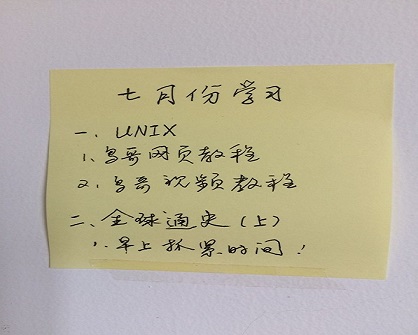 七月份学习
一、UNIX
1、鸟哥网页教程
2、鸟哥视频教程
二、全球通史(上)
1、早上抓累时间！